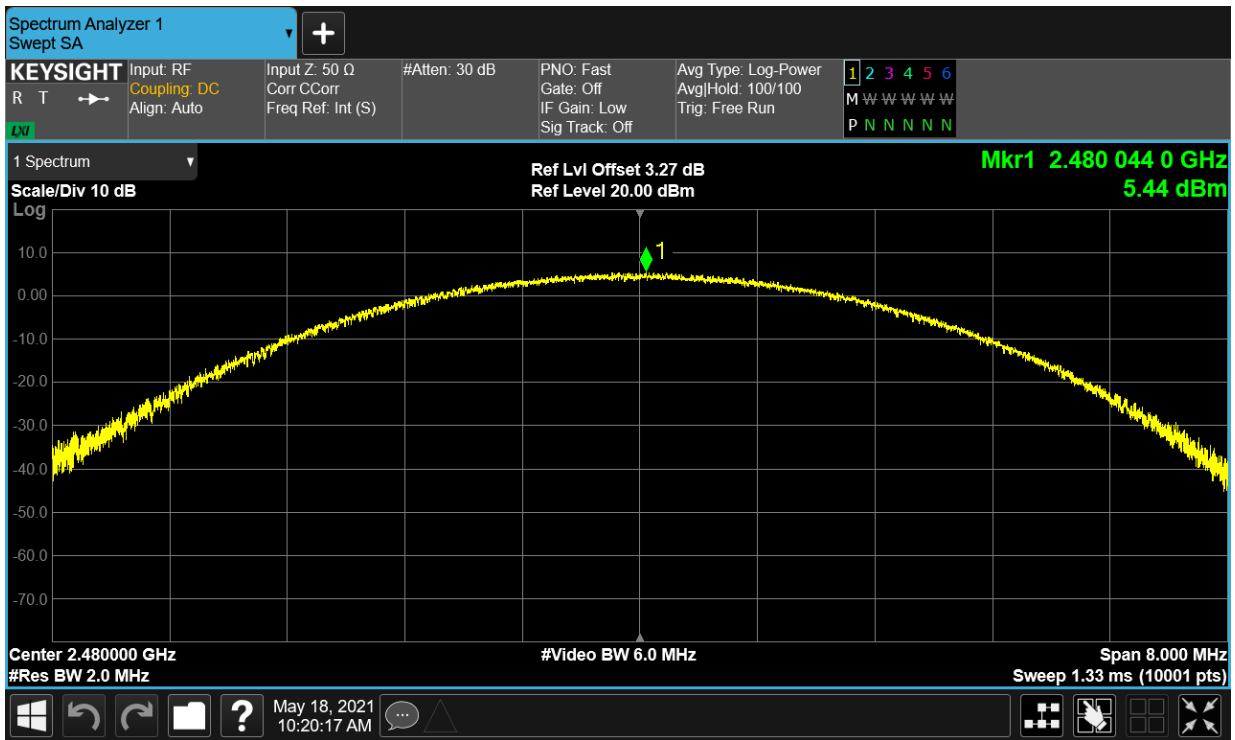 Spectrum Analyzer 1
Swept SA
KEYSIGHT
R T
LXI
Input: RF
Coupling: DC
Align: Auto
Input Z: 50 Ω
Corr CCorr
Freq Ref: Int (S)
#Atten: 30 dB
PNO: Fast
Gate: Off
IF Gain: Low
Sig Track: Off
Avg Type: Log-Power
Avg|Hold: 100/100
Trig: Free Run
1 2 3 4 5 6
M W W W W W
P N N N N N
1 Spectrum
Scale/Div 10 dB
Log
Ref Lvl Offset 3.27 dB
Ref Level 20.00 dBm
Mkr1 2.480 044 0 GHz
5.44 dBm
1
10.0
0.00
-10.0
-20.0
-30.0
-40.0
-50.0
-60.0
-70.0
Center 2.480000 GHz
#Res BW 2.0 MHz
#Video BW 6.0 MHz
Span 8.000 MHz
Sweep 1.33 ms (10001 pts)
?
May 18, 2021
10:20:17 AM